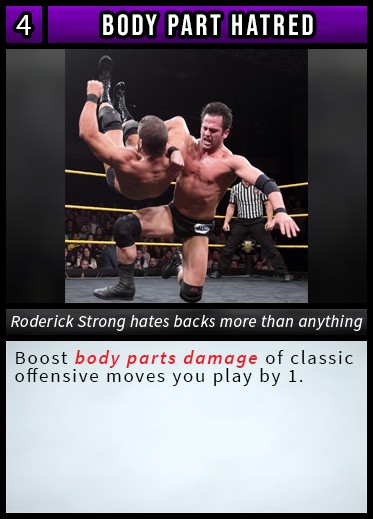 4 BODY PART HATRED
Roderick Strong hates backs more than anything
Boost body parts damage of classic
offensive moves you play by 1.